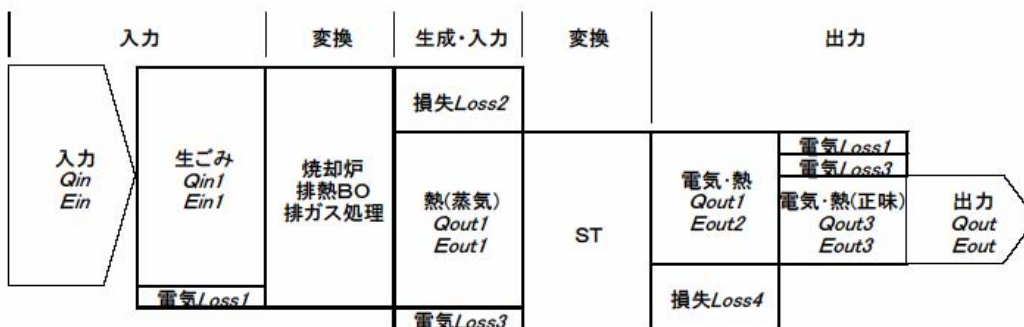 入力
変換
生成・入力
変換
出力
入力
Qin
Ein
生ごみ
Qin1
Ein1
電気Loss1
焼却炉
排熱BO
排ガス処理
損失Loss2
熱(蒸気)
Qout1
Eout1
電気Loss3
ST
電気・熱
Qout1
Eout2
損失Loss4
電気Loss1
電気Loss3
電気・熱(正味)
Qout3
Eout3
出力
Qout
Eout